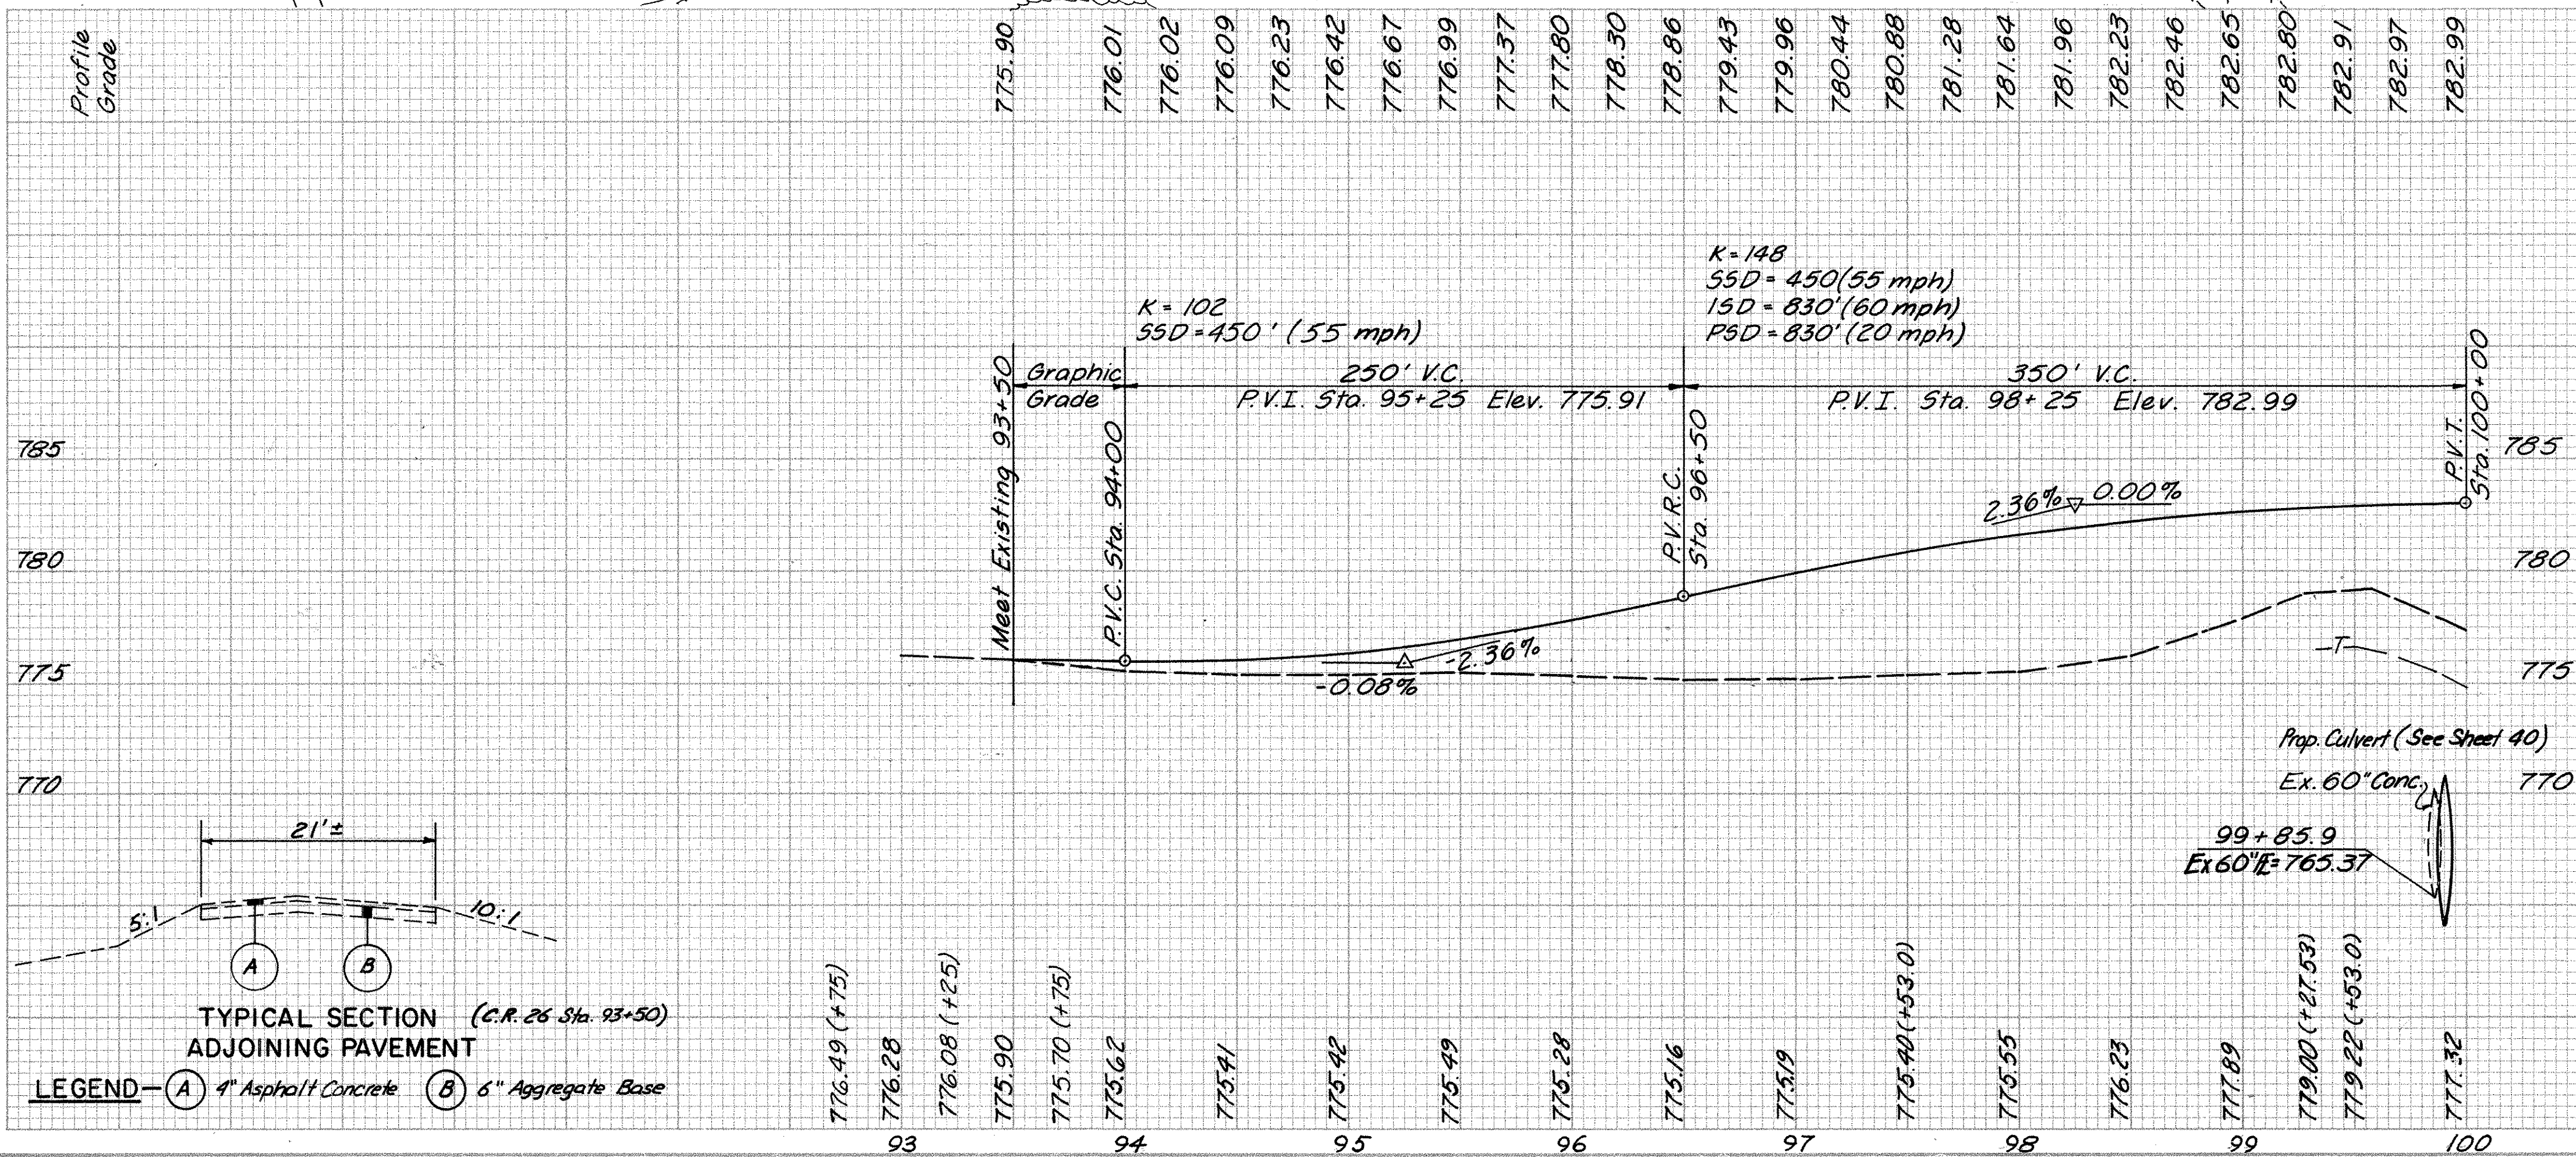 Profile
Grade
775.90
776.01
776.02
776.09
776.23
776.42
776.67
776.99
777.37
777.80
778.30
778.86
779.43
779.96
780.44
780.88
781.28
781.64
781.96
782.23
782.46
782.65
782.80
782.91
782.97
782.99
K = 102
SSD = 450' (55 mph)
K = 148
SSD = 450 (55 mph)
ISD = 830' (60 mph)
PSD = 830' (20 mph)
Graphic
Grade
250' V.C.
P.V.I. Sta. 95+25 Elev. 775.91
350' V.C.
P.V.I. Sta. 98+25 Elev. 782.99
Meet Existing 93+50
P.V.C. Sta. 94+00
P.V.R.C.
Sta. 96+50
P.V.T.
Sta. 100+00
785
785
2.36% 0.00%
780
780
-2.36%
-0.08%
T
775
775
Prop. Culvert (See Sheet 40)
770
Ex. 60" Conc.
770
99+85.9
Ex 60" FL= 765.37
21'±
5:1
10:1
A
B
TYPICAL SECTION (C.R. 26 Sta. 93+50)
ADJOINING PAVEMENT
LEGEND - A 4" Asphalt Concrete B 6" Aggregate Base
776.49 (+75)
776.28
776.08 (+25)
775.90
775.70 (+75)
775.62
775.41
775.42
775.49
775.28
775.16
775.19
775.40 (+53.0)
775.55
776.23
777.89
779.00 (+27.53)
779.22 (+53.0)
777.32
93
94
95
96
97
98
99
100